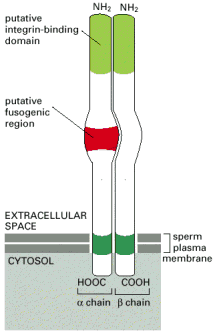 NH2 NH2
putative
integrin-binding
domain
putative
fusogenic
region
EXTRACELLULAR
SPACE
sperm
plasma
membrane
CYTOSOL
HOOC COOH
α chain β chain